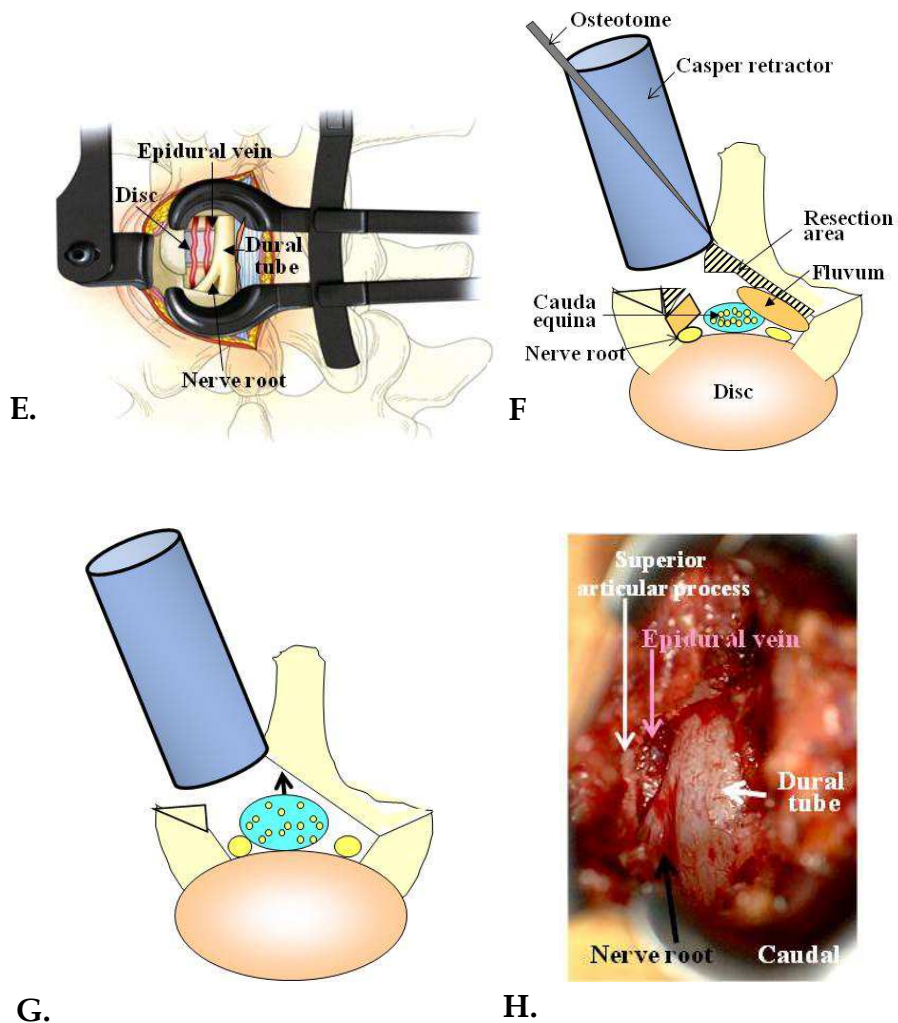 Epidural vein
Disc
Dural
tube
Nerve root
E.
Osteotome
Casper retractor
Resection
area
Fluvum
Cauda
equina
Nerve root
Disc
F
G.
Superior
articular process
Epidural vein
Dural
tube
Nerve root
Caudal
H.